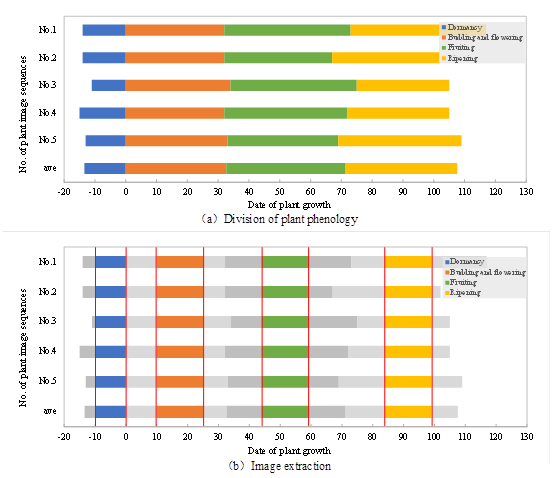 No.1
No.2
No.3
No.4
No.5
ave
No. of plant image sequences
-20 -10 0 10 20 30 40 50 60 70 80 90 100 110 120 130
Date of plant growth
Dormancy
Budding and flowering
Fruiting
Ripening
(a) Division of plant phenology
No.1
No.2
No.3
No.4
No.5
ave
No. of plant image sequences
-20 -10 0 10 20 30 40 50 60 70 80 90 100 110 120 130
Date of plant growth
Dormancy
Budding and flowering
Fruiting
Ripening
(b) Image extraction